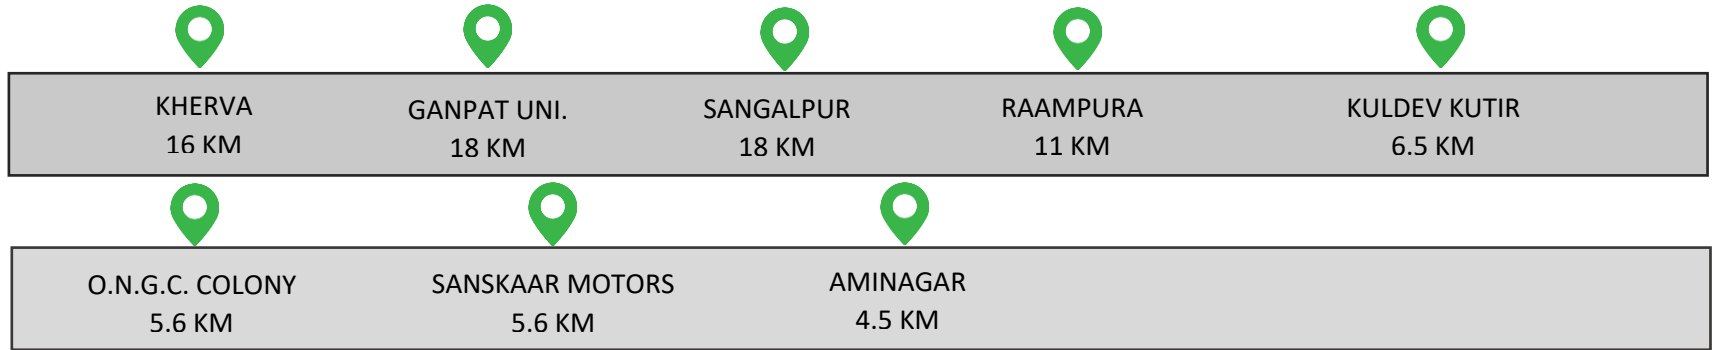 KHERVA
16 KM
GANPAT UNI.
18 KM
SANGALPUR
18 KM
RAAMPURA
11 KM
KULDEV KUTIR
6.5 KM
O.N.G.C. COLONY
5.6 KM
SANSKAAR MOTORS
5.6 KM
AMINAGAR
4.5 KM